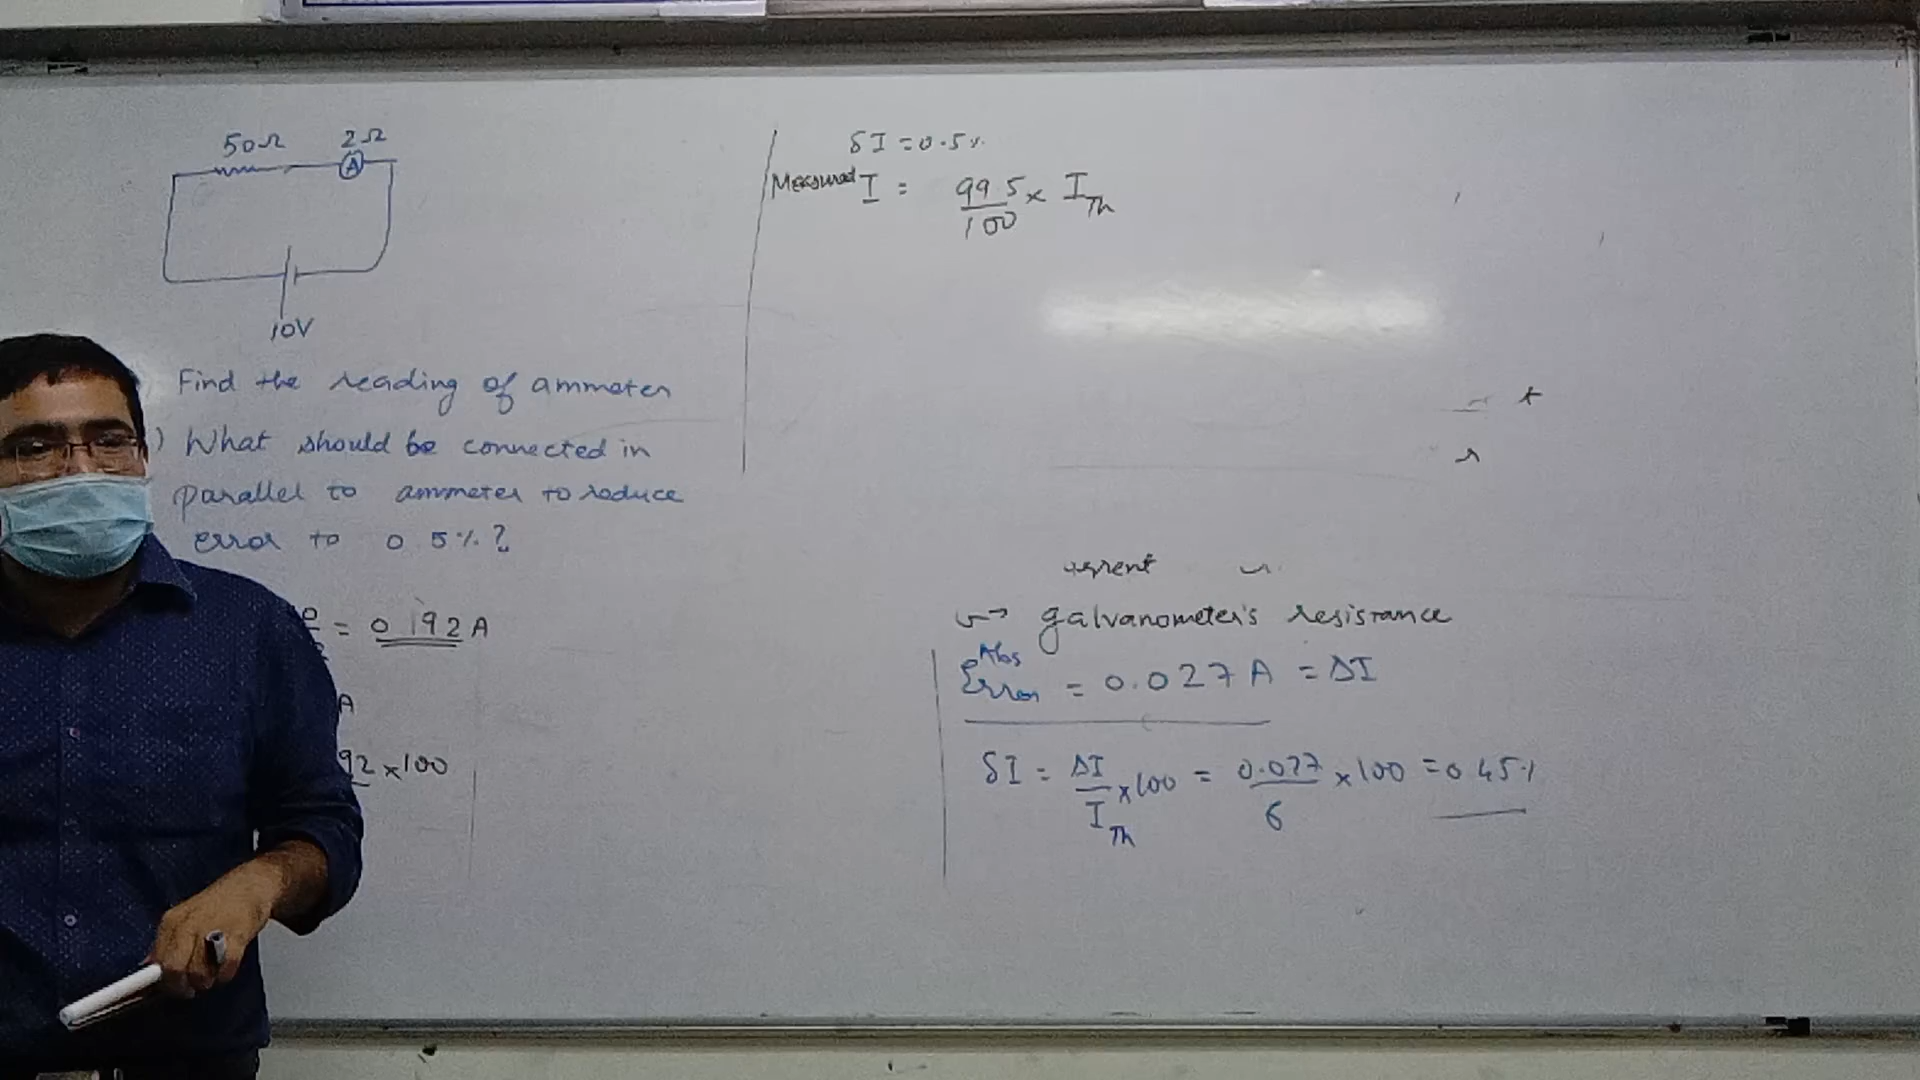 50Ω 2Ω
A
10V
Find the reading of ammeter
) What should be connected in
parallel to ammeter to reduce
error to 0.5%?
= 0.192 A
A
92 × 100
δI = 0.5%
Measured I = 99.5/100 × I_Th
galvanometer's resistance
Abs
Error = 0.027 A = ΔI
δI = ΔI/I_Th × 100 = 0.027/6 × 100 = 0.45%